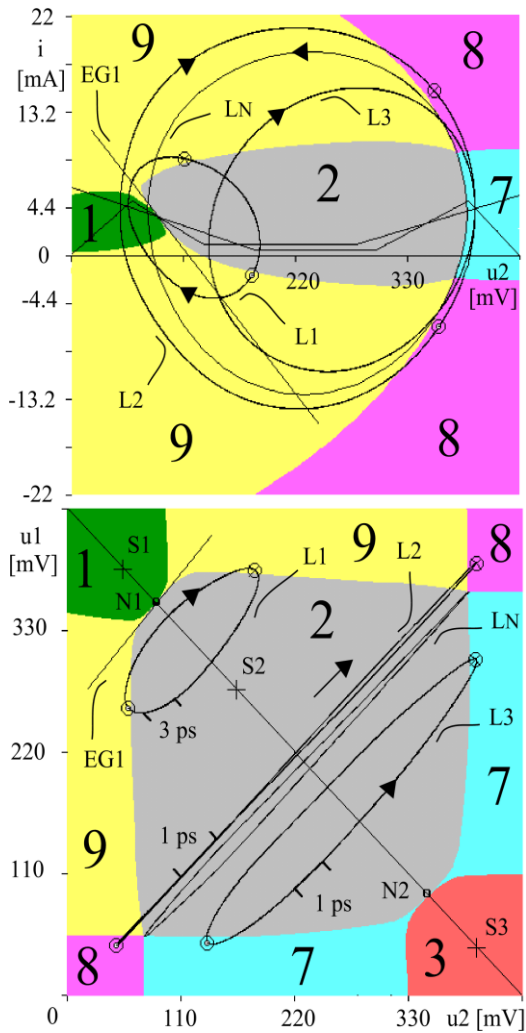 22
i
[mA]
9
8
EG1
LN
L3
13.2
2
7
4.4
1
0
220
330
u2
[mV]
-4.4
L1
L2
-13.2
9
8
-22
u1
[mV]
1
S1
9
8
N1
L1
L2
330
2
LN
S2
L3
3 ps
EG1
220
7
9
1 ps
110
N2
1 ps
S3
8
7
3
0
110
220
330
u2 [mV]